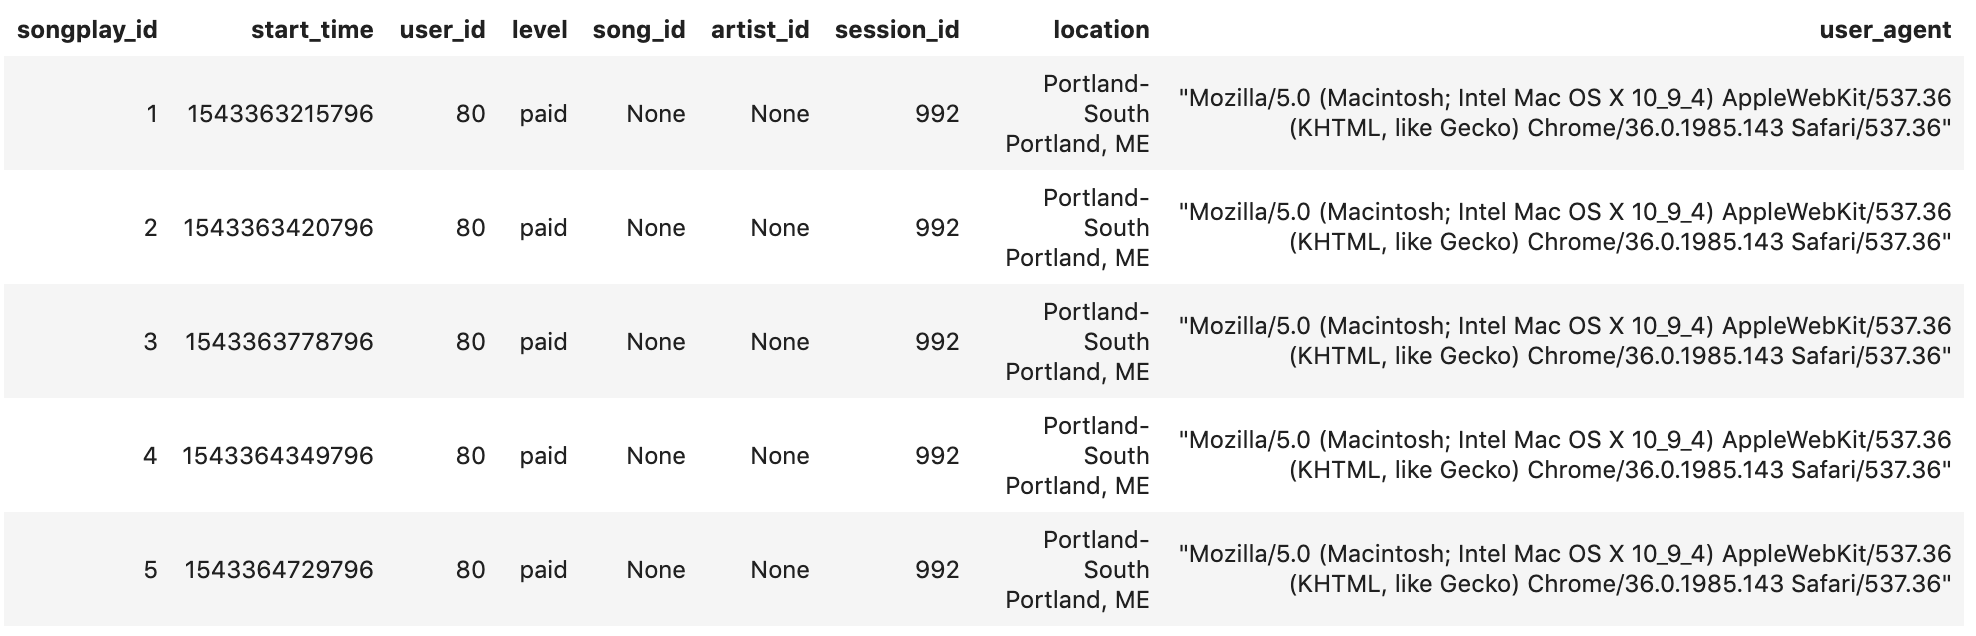 songplay_id start_time user_id level song_id artist_id session_id location user_agent
Portland-
"Mozilla/5.0 (Macintosh; Intel Mac OS X 10_9_4) AppleWebKit/537.36
1 1543363215796 80 paid None None 992 South
(KHTML, like Gecko) Chrome/36.0.1985.143 Safari/537.36"
Portland, ME
Portland-
"Mozilla/5.0 (Macintosh; Intel Mac OS X 10_9_4) AppleWebKit/537.36
2 1543363420796 80 paid None None 992 South
(KHTML, like Gecko) Chrome/36.0.1985.143 Safari/537.36"
Portland, ME
Portland-
"Mozilla/5.0 (Macintosh; Intel Mac OS X 10_9_4) AppleWebKit/537.36
3 1543363778796 80 paid None None 992 South
(KHTML, like Gecko) Chrome/36.0.1985.143 Safari/537.36"
Portland, ME
Portland-
"Mozilla/5.0 (Macintosh; Intel Mac OS X 10_9_4) AppleWebKit/537.36
4 1543364349796 80 paid None None 992 South
(KHTML, like Gecko) Chrome/36.0.1985.143 Safari/537.36"
Portland, ME
Portland-
"Mozilla/5.0 (Macintosh; Intel Mac OS X 10_9_4) AppleWebKit/537.36
5 1543364729796 80 paid None None 992 South
(KHTML, like Gecko) Chrome/36.0.1985.143 Safari/537.36"
Portland, ME